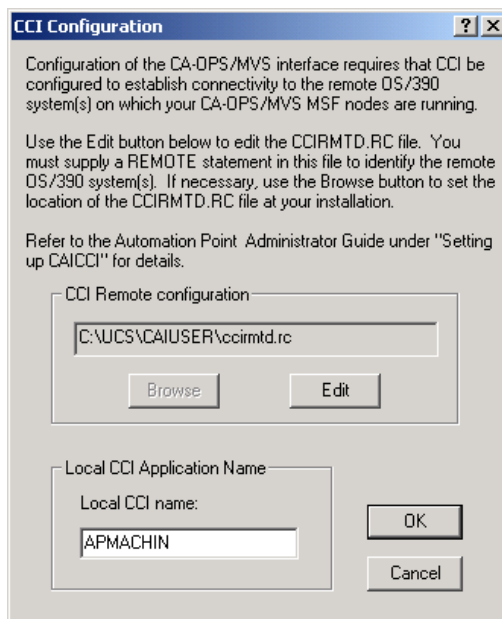 CCI Configuration
Configuration of the CA-OPS/MVS interface requires that CCI be
configured to establish connectivity to the remote OS/390
system(s) on which your CA-OPS/MVS MSF nodes are running.
Use the Edit button below to edit the CCIRMTD.RC file.  You
must supply a REMOTE statement in this file to identify the remote
OS/390 system(s).  If necessary, use the Browse button to set the
location of the CCIRMTD.RC file at your installation.
Refer to the Automation Point  Administrator Guide under "Setting
up CAICCI" for details.
CCI Remote configuration
C:\UCS\CAIUSER\ccirmtd.rc
Browse
Edit
Local CCI Application Name
Local CCI name:
APMACHIN
OK
Cancel